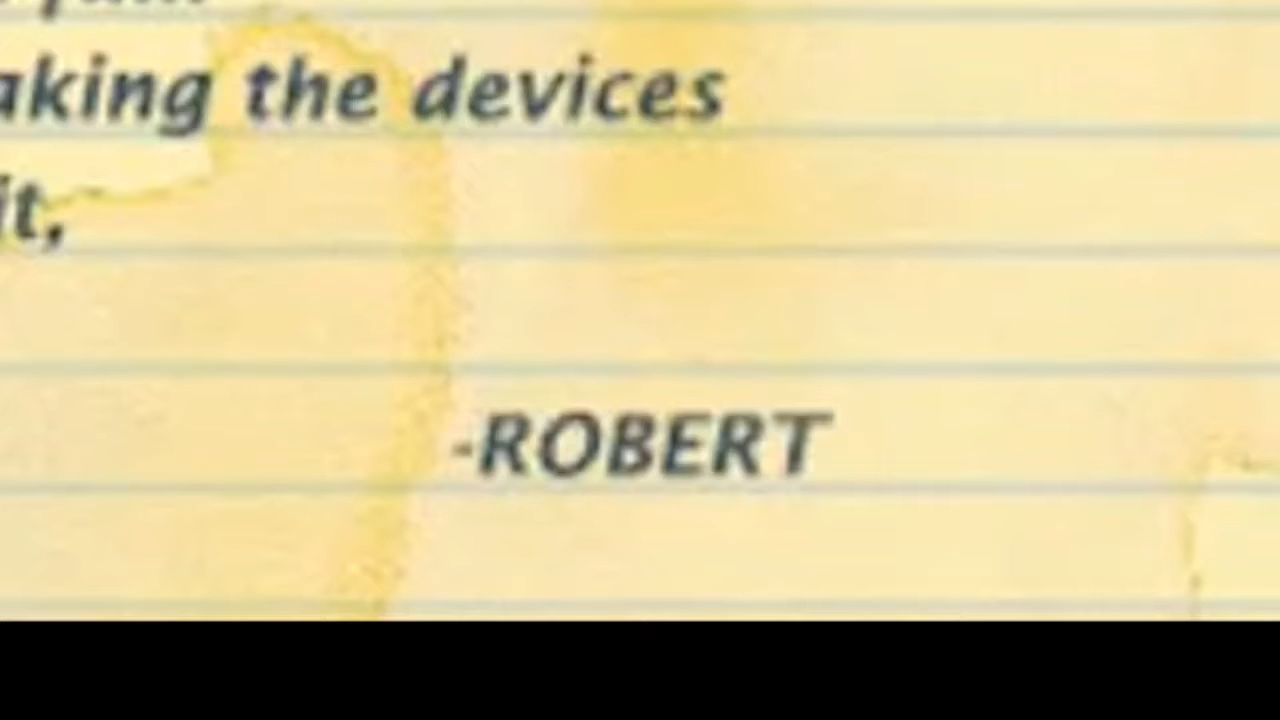 aking the devices
it,
-ROBERT